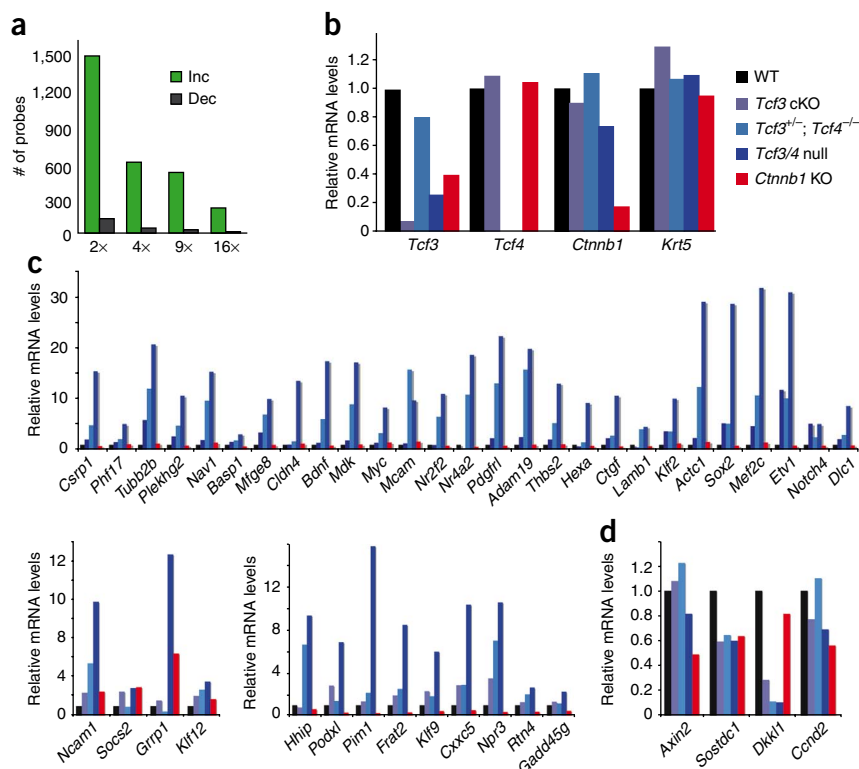 a
# of probes
1,500
1,200
900
600
300
0
2×
4×
9×
16×
Inc
Dec
b
Relative mRNA levels
1.2
1.0
0.8
0.6
0.4
0.2
0
Tcf3
Tcf4
Ctnnb1
Krt5
WT
Tcf3 cKO
Tcf3+/–; Tcf4–/–
Tcf3/4 null
Ctnnb1 KO
c
Relative mRNA levels
30
20
10
0
Csrp1
Phf17
Tubb2b
Plekhg2
Nav1
Basp1
Mfge8
Cldn4
Bdnf
Mdk
Myc
Mcam
Nr2f2
Nr4a2
Pdgfrl
Adam19
Thbs2
Hexa
Ctgf
Lamb1
Klf2
Actc1
Sox2
Mef2c
Etv1
Notch4
Dlc1
Relative mRNA levels
12
8
4
0
Ncam1
Socs2
Grrp1
Klf12
Relative mRNA levels
12
8
4
0
Hhip
Podxl
Pim1
Frat2
Klf9
Cxxc5
Npr3
Rtn4
Gadd45g
d
Relative mRNA levels
1.2
1.0
0.8
0.6
0.4
0.2
0
Axin2
Sostdc1
Dkkl1
Ccnd2